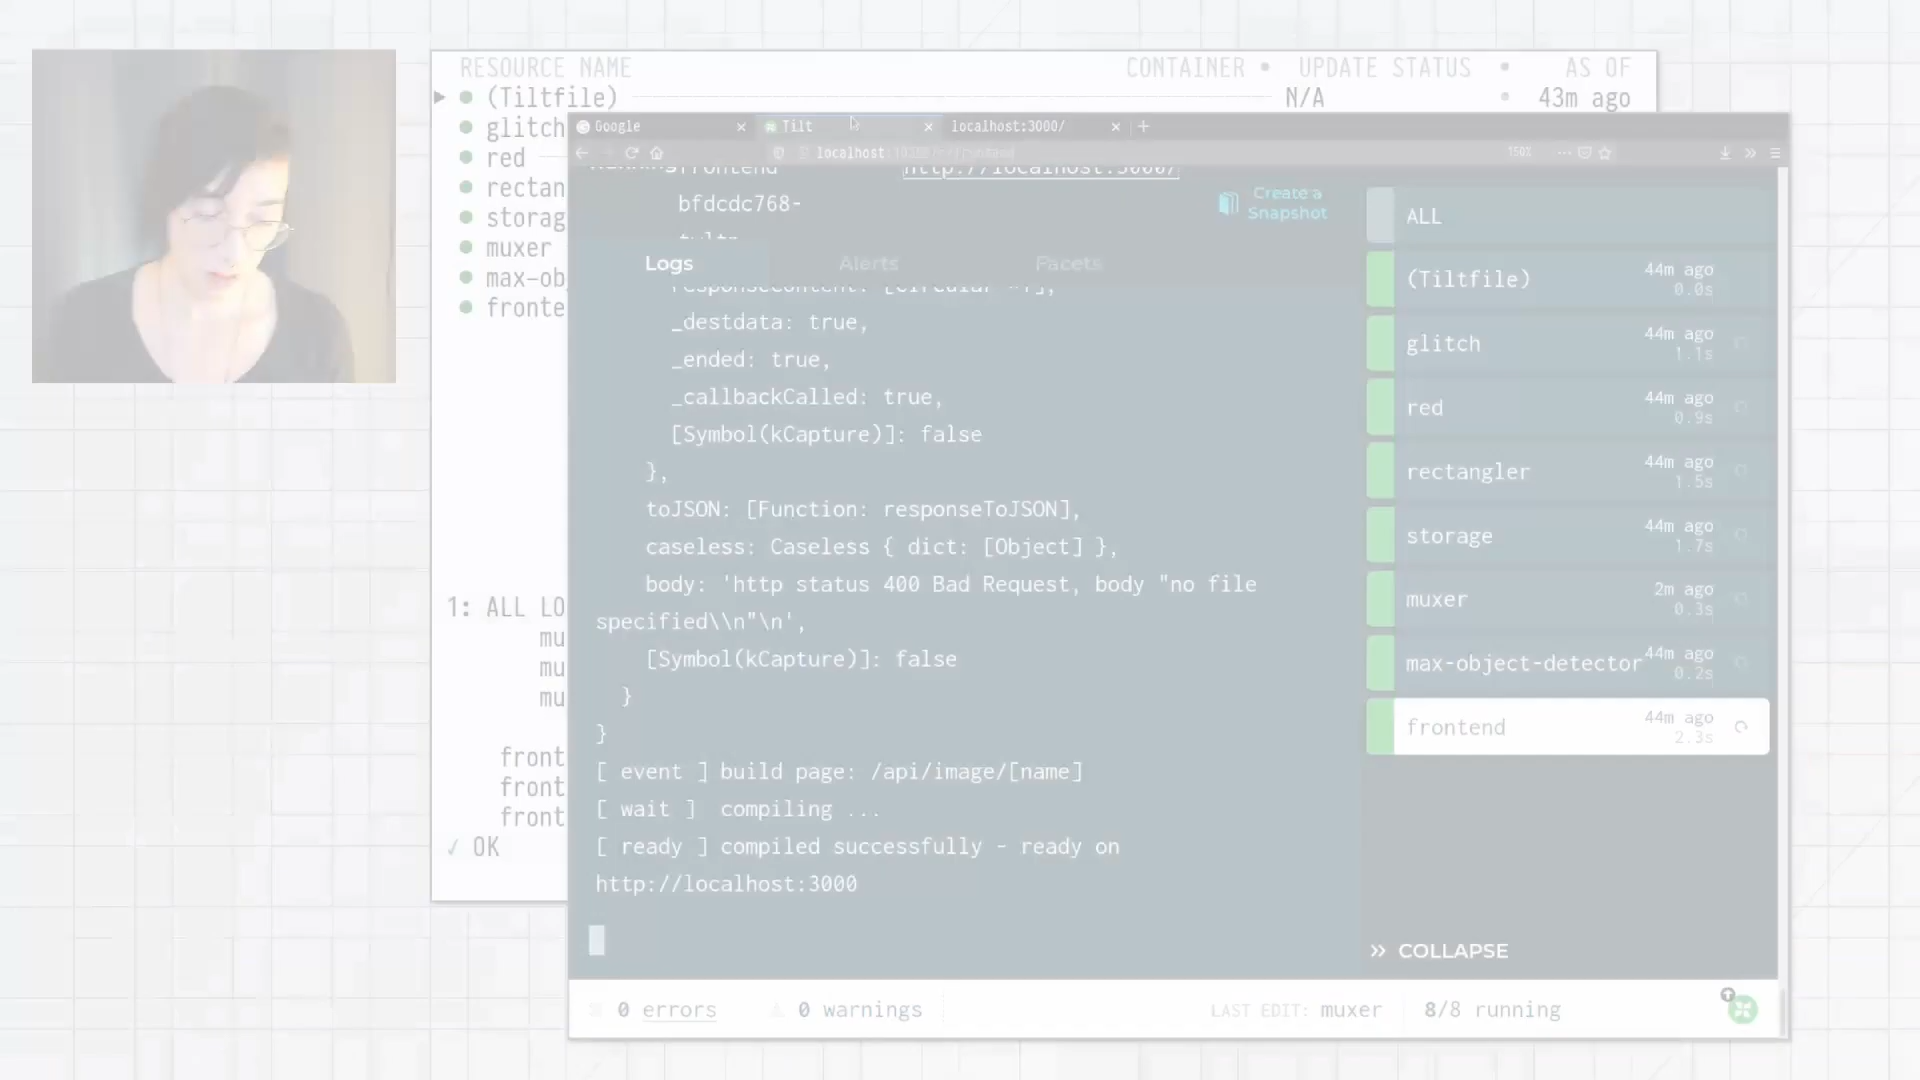 RESOURCE NAME CONTAINER • UPDATE STATUS • AS OF
(Tiltfile) N/A 43m ago
glitch
red
rectan
storag
muxer
max-ob
fronte
1: ALL LO
mu
mu
mu
front
front
front
✓ OK
Google
Tilt
localhost:3000/
localhost
150%
frontend
http://localhost:3000/
bfdcdc768-
Create a
Snapshot
Logs Alerts Facets
_destdata: true,
_ended: true,
_callbackCalled: true,
[Symbol(kCapture)]: false
},
toJSON: [Function: responseToJSON],
caseless: Caseless { dict: [Object] },
body: 'http status 400 Bad Request, body "no file
specified\\n"\n',
[Symbol(kCapture)]: false
}
}
[ event ] build page: /api/image/[name]
[ wait ]  compiling ...
[ ready ] compiled successfully - ready on
http://localhost:3000
ALL
(Tiltfile) 44m ago
0.0s
glitch 44m ago
1.1s
red 44m ago
0.9s
rectangler 44m ago
1.5s
storage 44m ago
1.7s
muxer 2m ago
0.3s
max-object-detector 44m ago
0.2s
frontend 44m ago
2.3s
COLLAPSE
0 errors
0 warnings
LAST EDIT: muxer
8/8 running